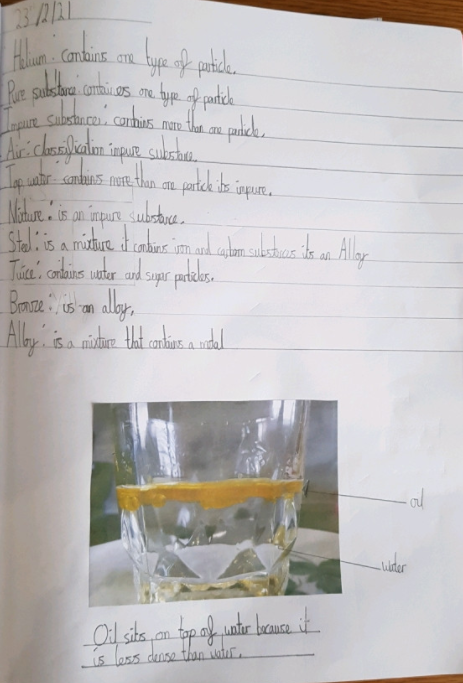 23/2/21
Helium: contains one type of particle.
Pure substance contains one type of particle
Impure substance: contains more than one particle.
Air: classification impure substance.
Tap water: contains more than one particle its impure.
Mixture: is an impure substance.
Steel: is a mixture it contains iron and carbon substances its an Alloy
Juice: contains water and sugar particles.
Bronze: is an alloy.
Alloy: is a mixture that contains a metal
oil
water
Oil sits on top of water because it
is less dense than water.